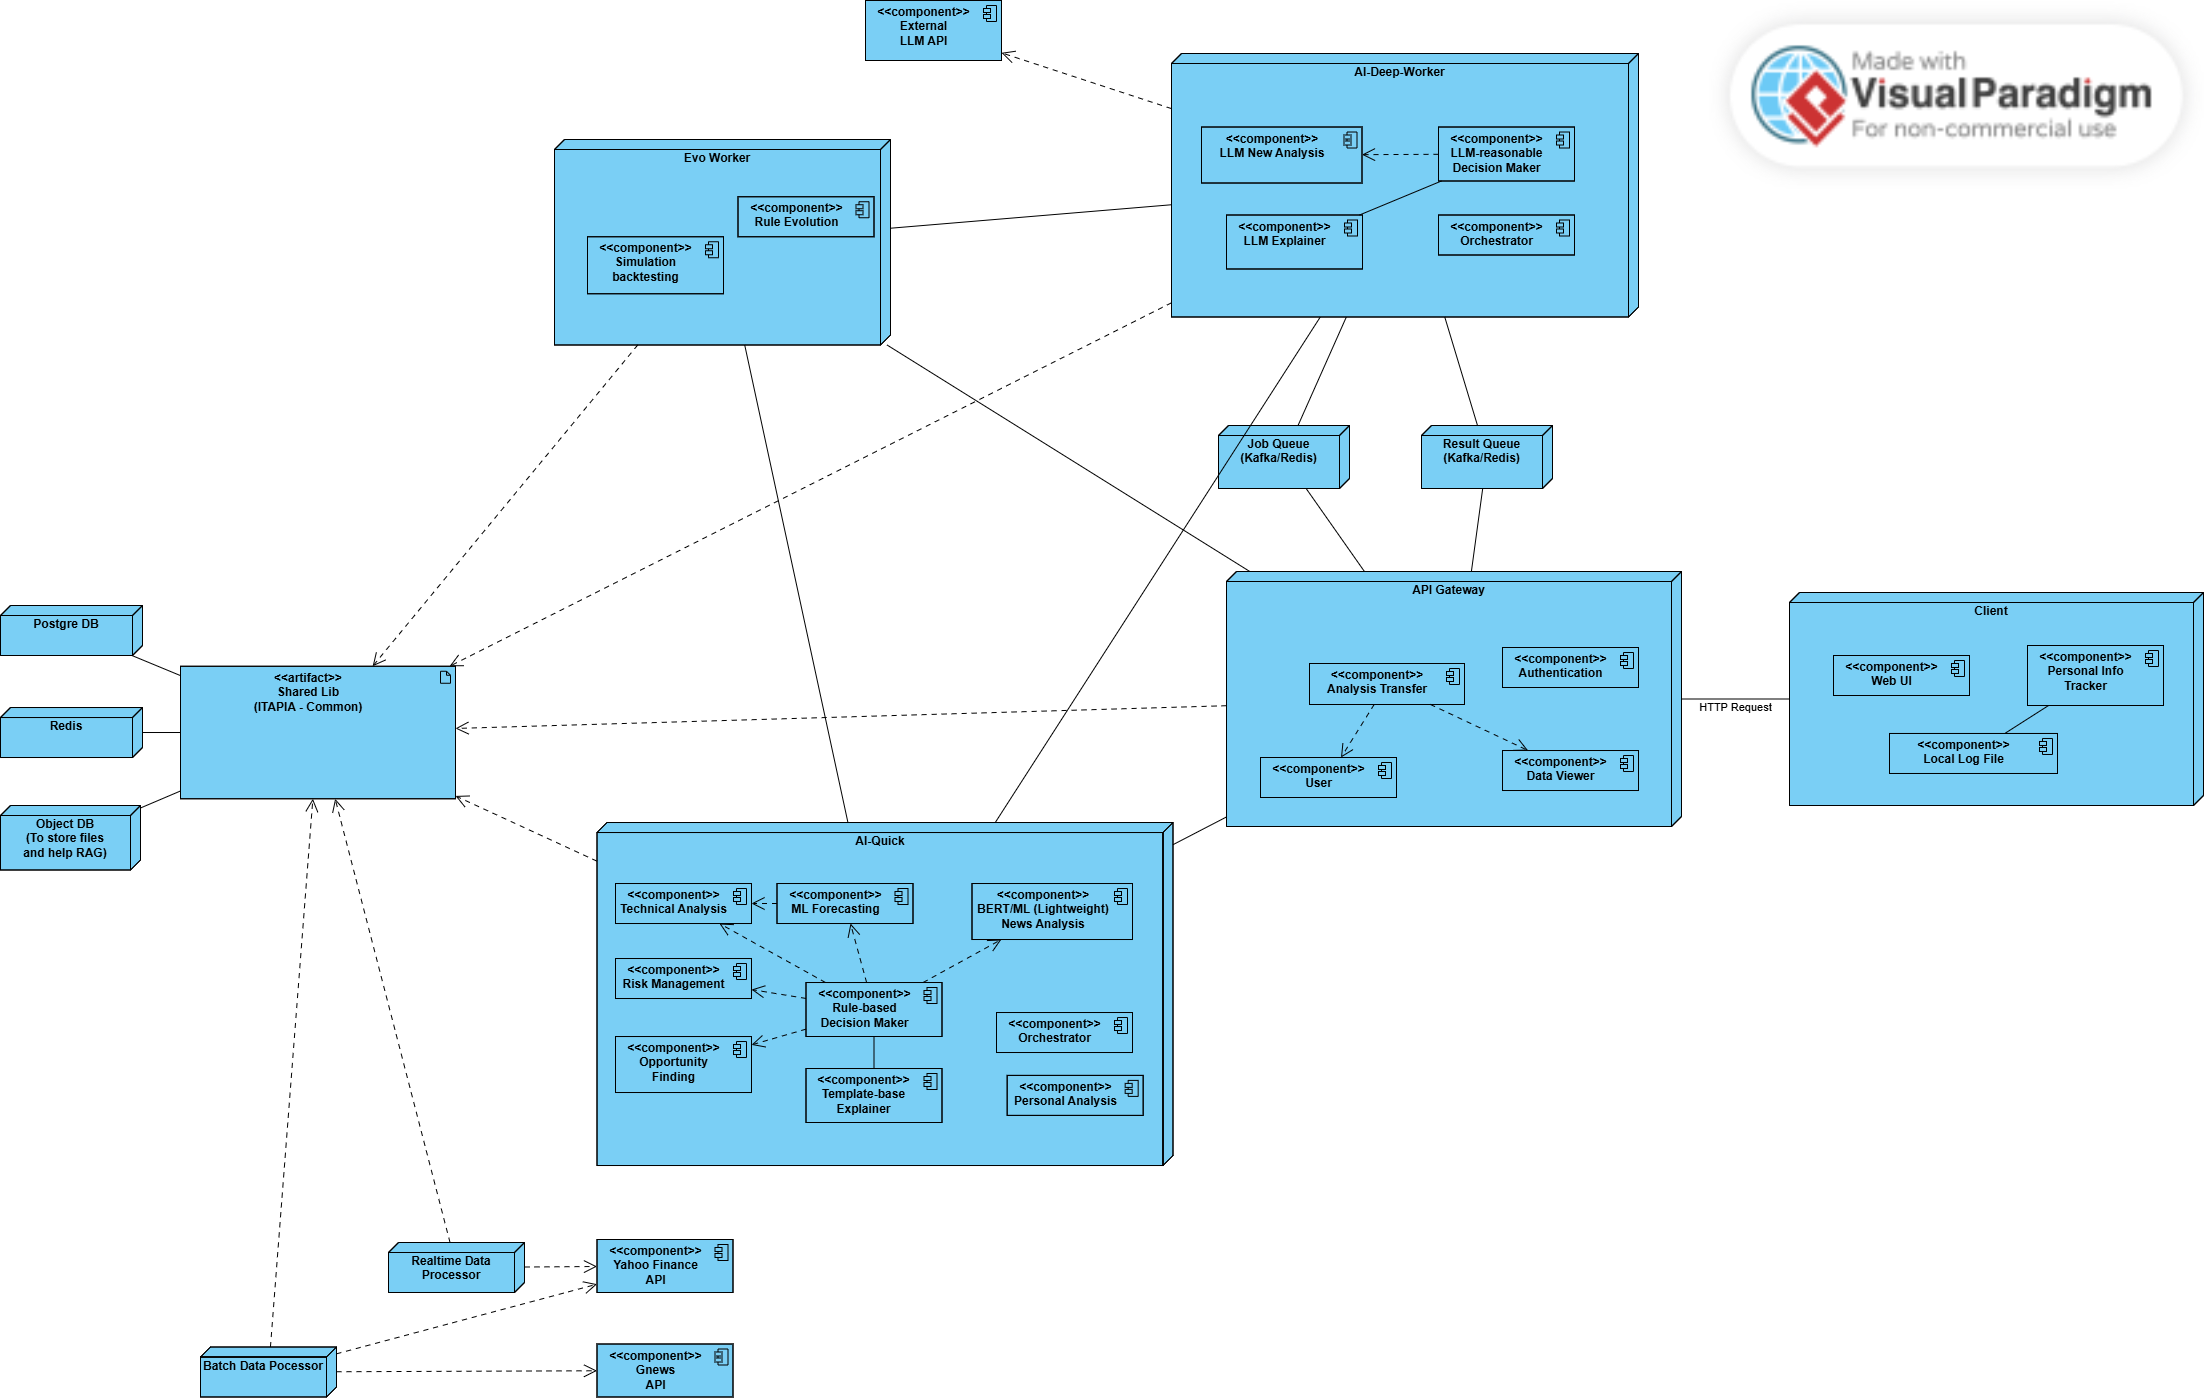 <<component>>
External
LLM API
Made with
Visual Paradigm
For non-commercial use
AI-Deep-Worker
<<component>>
LLM New Analysis
<<component>>
LLM-reasonable
Decision Maker
<<component>>
LLM Explainer
<<component>>
Orchestrator
Evo Worker
<<component>>
Rule Evolution
<<component>>
Simulation
backtesting
Job Queue
(Kafka/Redis)
Result Queue
(Kafka/Redis)
Postgre DB
Redis
Object DB
(To store files
and help RAG)
<<artifact>>
Shared Lib
(ITAPIA - Common)
API Gateway
<<component>>
Analysis Transfer
<<component>>
Authentication
<<component>>
User
<<component>>
Data Viewer
HTTP Request
Client
<<component>>
Web UI
<<component>>
Personal Info
Tracker
<<component>>
Local Log File
AI-Quick
<<component>>
Technical Analysis
<<component>>
ML Forecasting
<<component>>
BERT/ML (Lightweight)
News Analysis
<<component>>
Risk Management
<<component>>
Rule-based
Decision Maker
<<component>>
Orchestrator
<<component>>
Opportunity
Finding
<<component>>
Template-base
Explainer
<<component>>
Personal Analysis
Realtime Data
Processor
<<component>>
Yahoo Finance
API
Batch Data Pocessor
<<component>>
Gnews
API